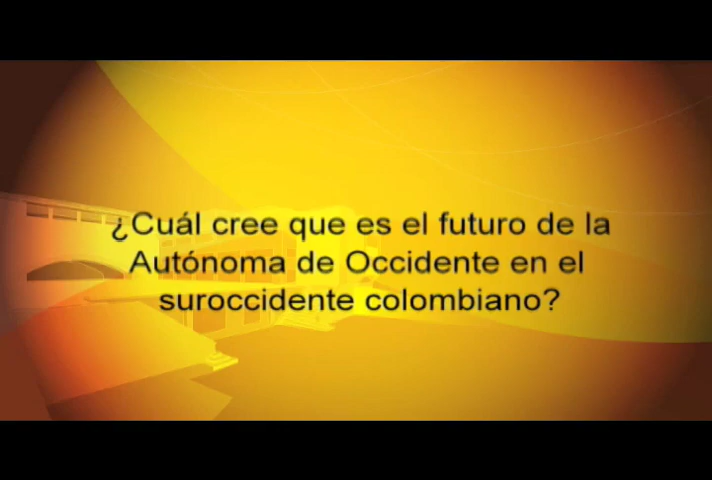 ¿Cuál cree que es el futuro de la
Autónoma de Occidente en el
suroccidente colombiano?